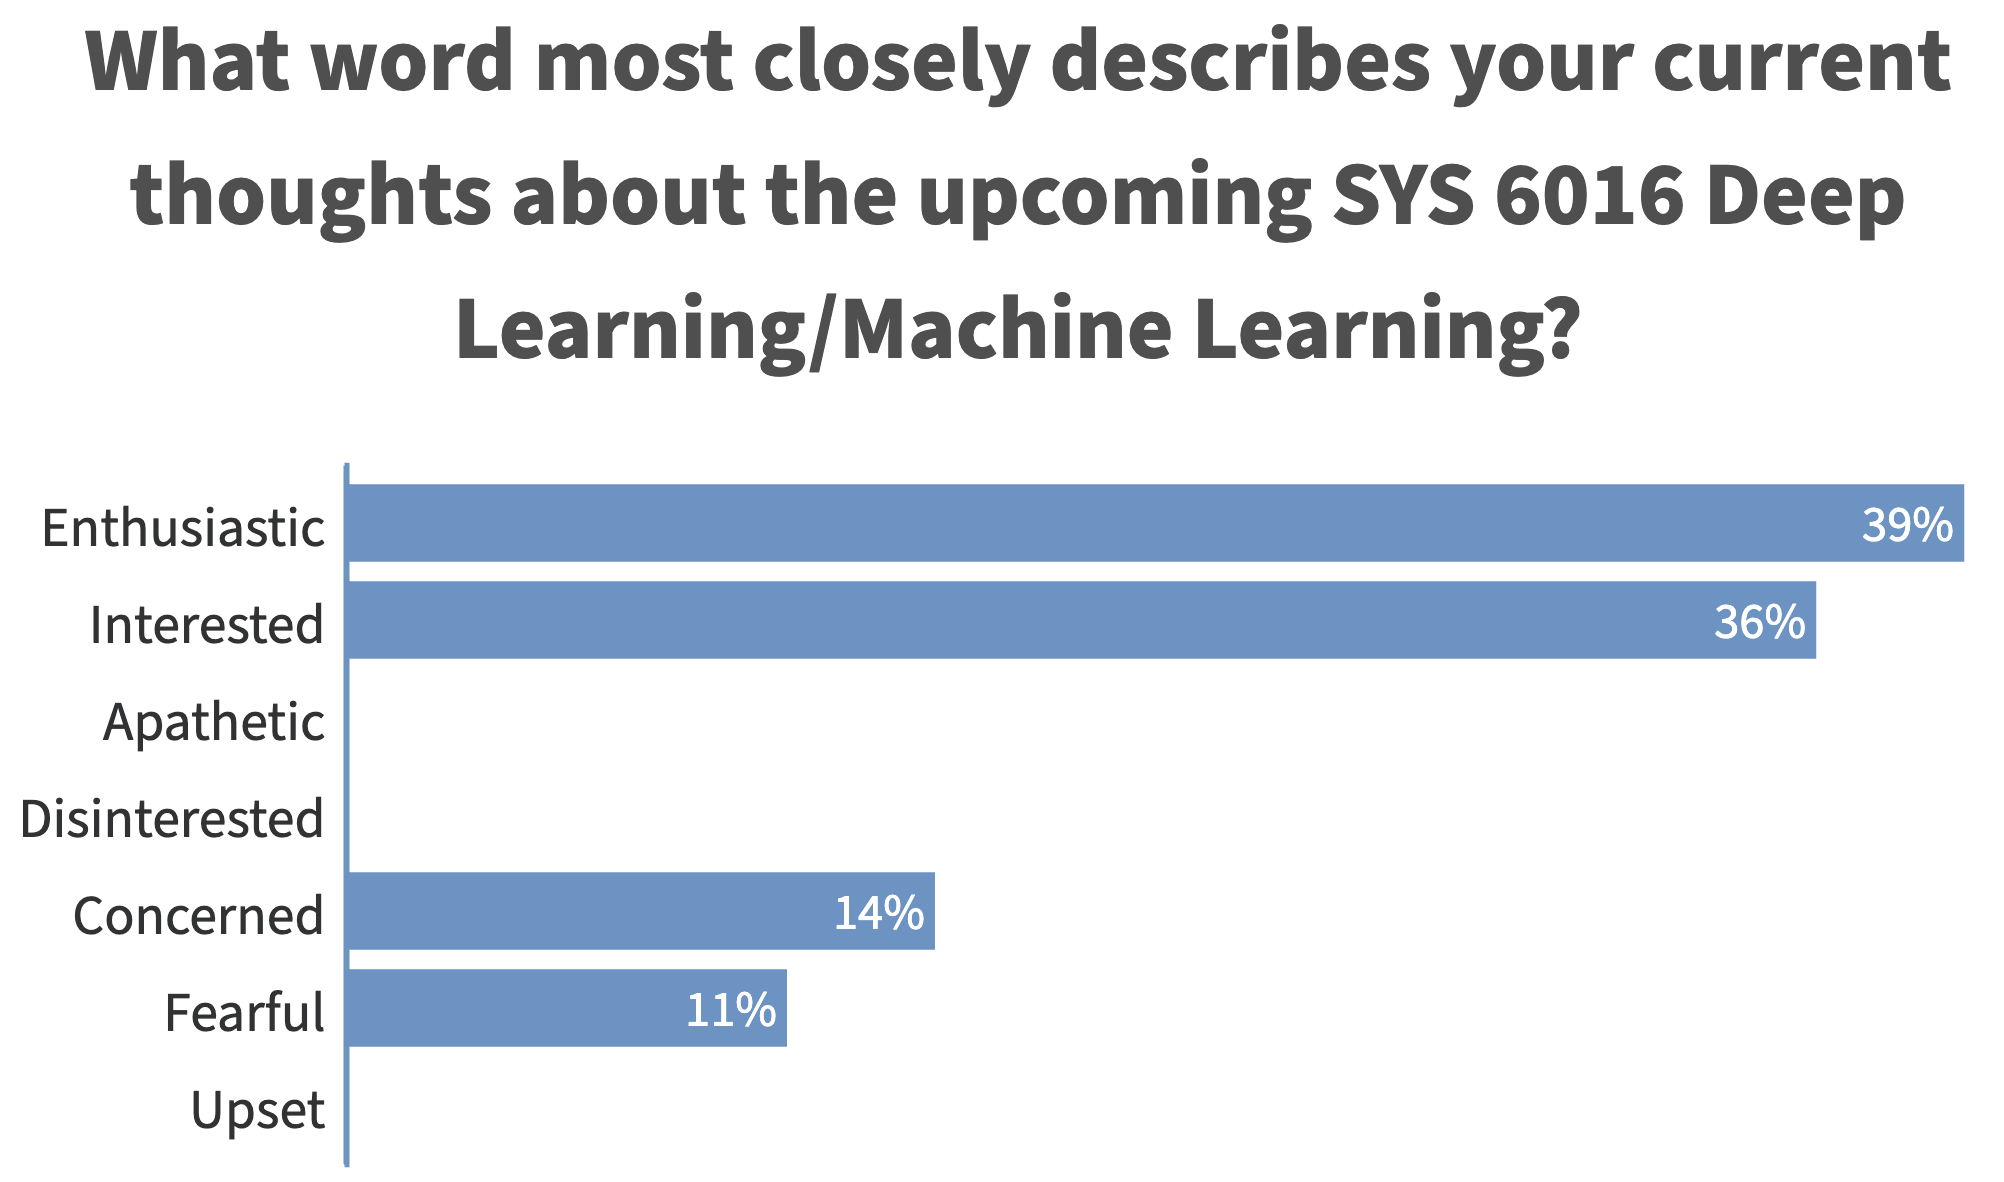 What word most closely describes your current
thoughts about the upcoming SYS 6016 Deep
Learning/Machine Learning?
Enthusiastic 39%
Interested 36%
Apathetic
Disinterested
Concerned 14%
Fearful 11%
Upset